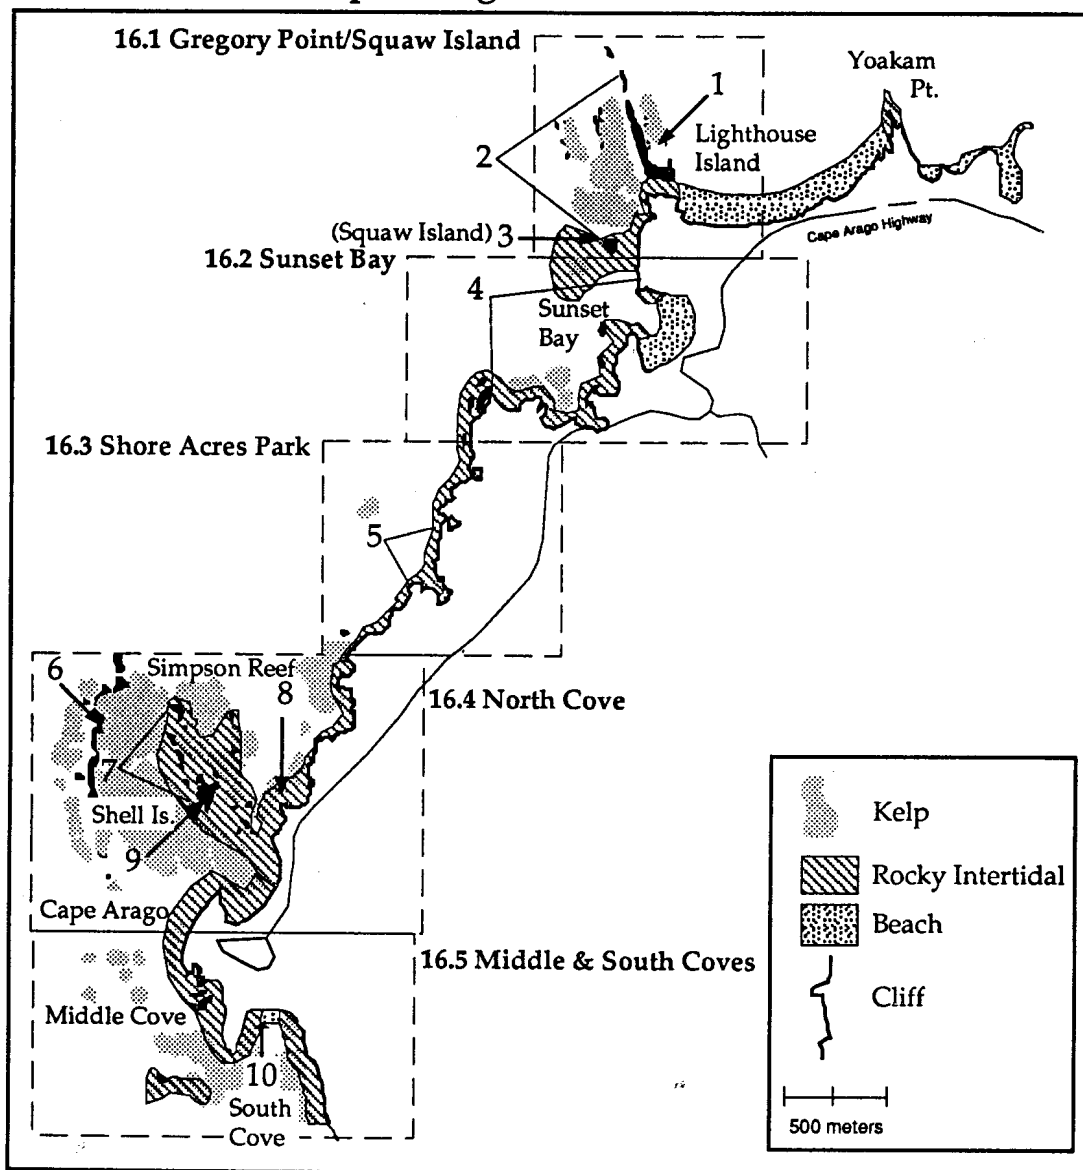 16.1 Gregory Point/Squaw Island
Yoakam
Pt.
1
Lighthouse
Island
2
(Squaw Island) 3
Cape Arago Highway
16.2 Sunset Bay
4
Sunset
Bay
16.3 Shore Acres Park
5
6
Simpson Reef
8
16.4 North Cove
7
Shell Is.
9
Cape Arago
16.5 Middle & South Coves
Middle Cove
10
South
Cove
Kelp
Rocky Intertidal
Beach
Cliff
500 meters